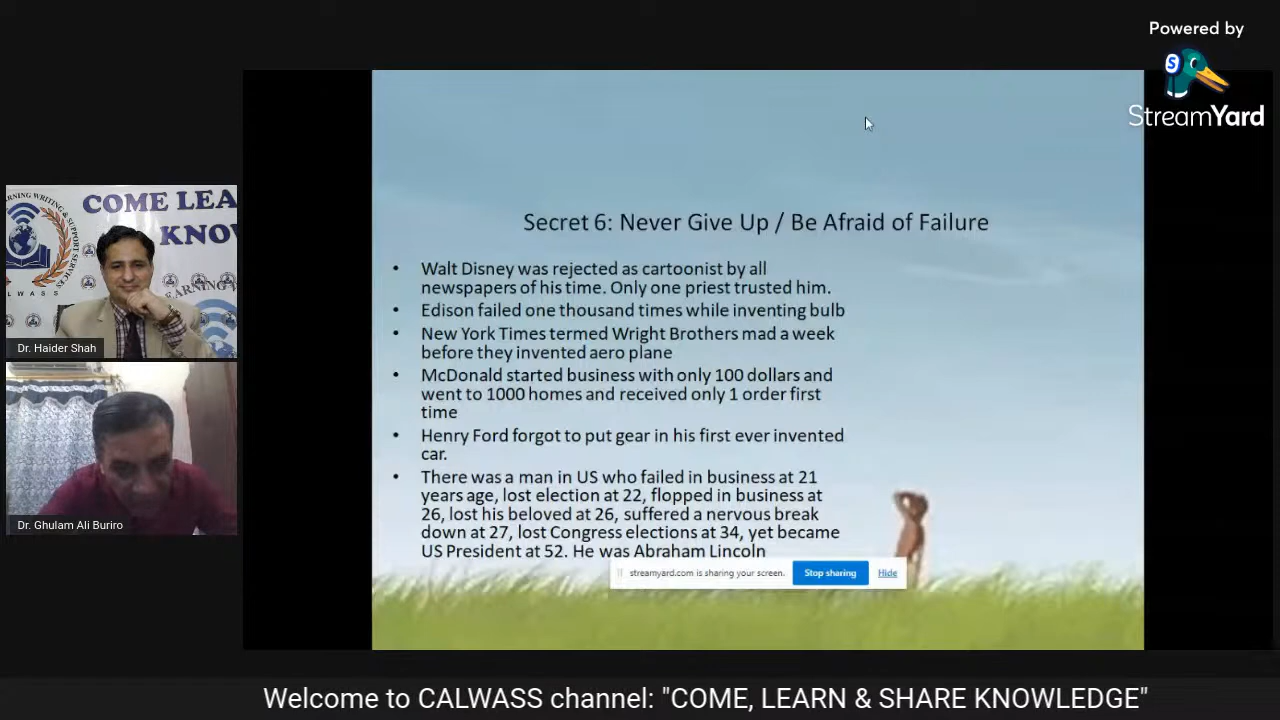 Powered by
S
StreamYard
RNING WRITING &
SUPPORT SERVICES
LWASS
COME LEA
KNO
Dr. Haider Shah
Dr. Ghulam Ali Buriro
Secret 6: Never Give Up / Be Afraid of Failure
• Walt Disney was rejected as cartoonist by all
newspapers of his time. Only one priest trusted him.
• Edison failed one thousand times while inventing bulb
• New York Times termed Wright Brothers mad a week
before they invented aero plane
• McDonald started business with only 100 dollars and
went to 1000 homes and received only 1 order first
time
• Henry Ford forgot to put gear in his first ever invented
car.
• There was a man in US who failed in business at 21
years age, lost election at 22, flopped in business at
26, lost his beloved at 26, suffered a nervous break
down at 27, lost Congress elections at 34, yet became
US President at 52. He was Abraham Lincoln
streamyard.com is sharing your screen. Stop sharing Hide
Welcome to CALWASS channel: "COME, LEARN & SHARE KNOWLEDGE"